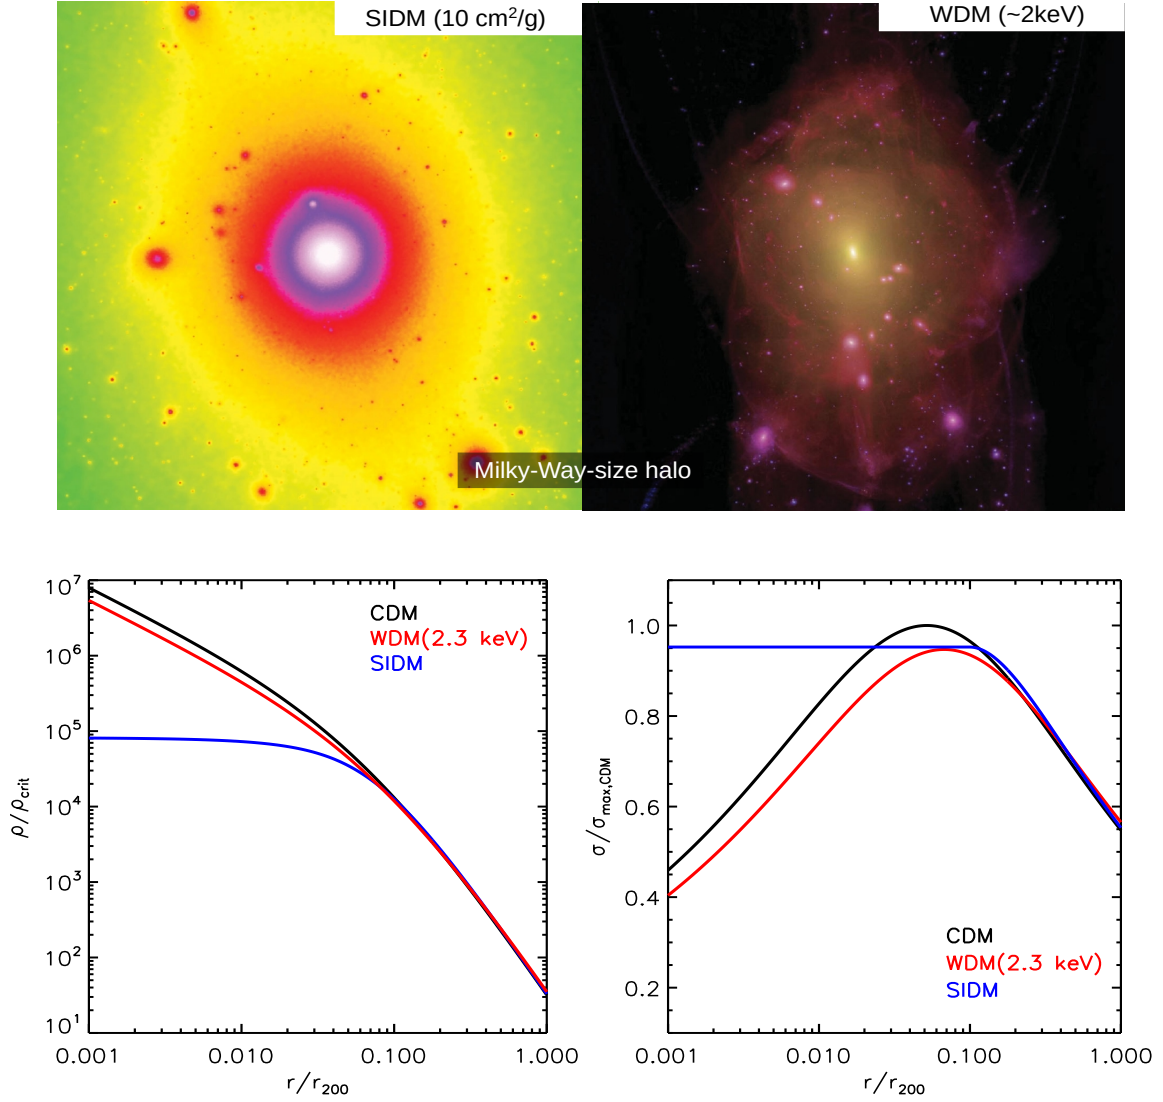 SIDM (10 cm²/g)
WDM (~2keV)
Milky-Way-size halo
10⁷
10⁶
10⁵
10⁴
10³
10²
10¹
ρ/ρcrit
CDM
WDM(2.3 keV)
SIDM
0.001
0.010
0.100
1.000
r/r₂₀₀
1.0
0.8
0.6
0.4
0.2
σ/σmax,CDM
CDM
WDM(2.3 keV)
SIDM
0.001
0.010
0.100
1.000
r/r₂₀₀